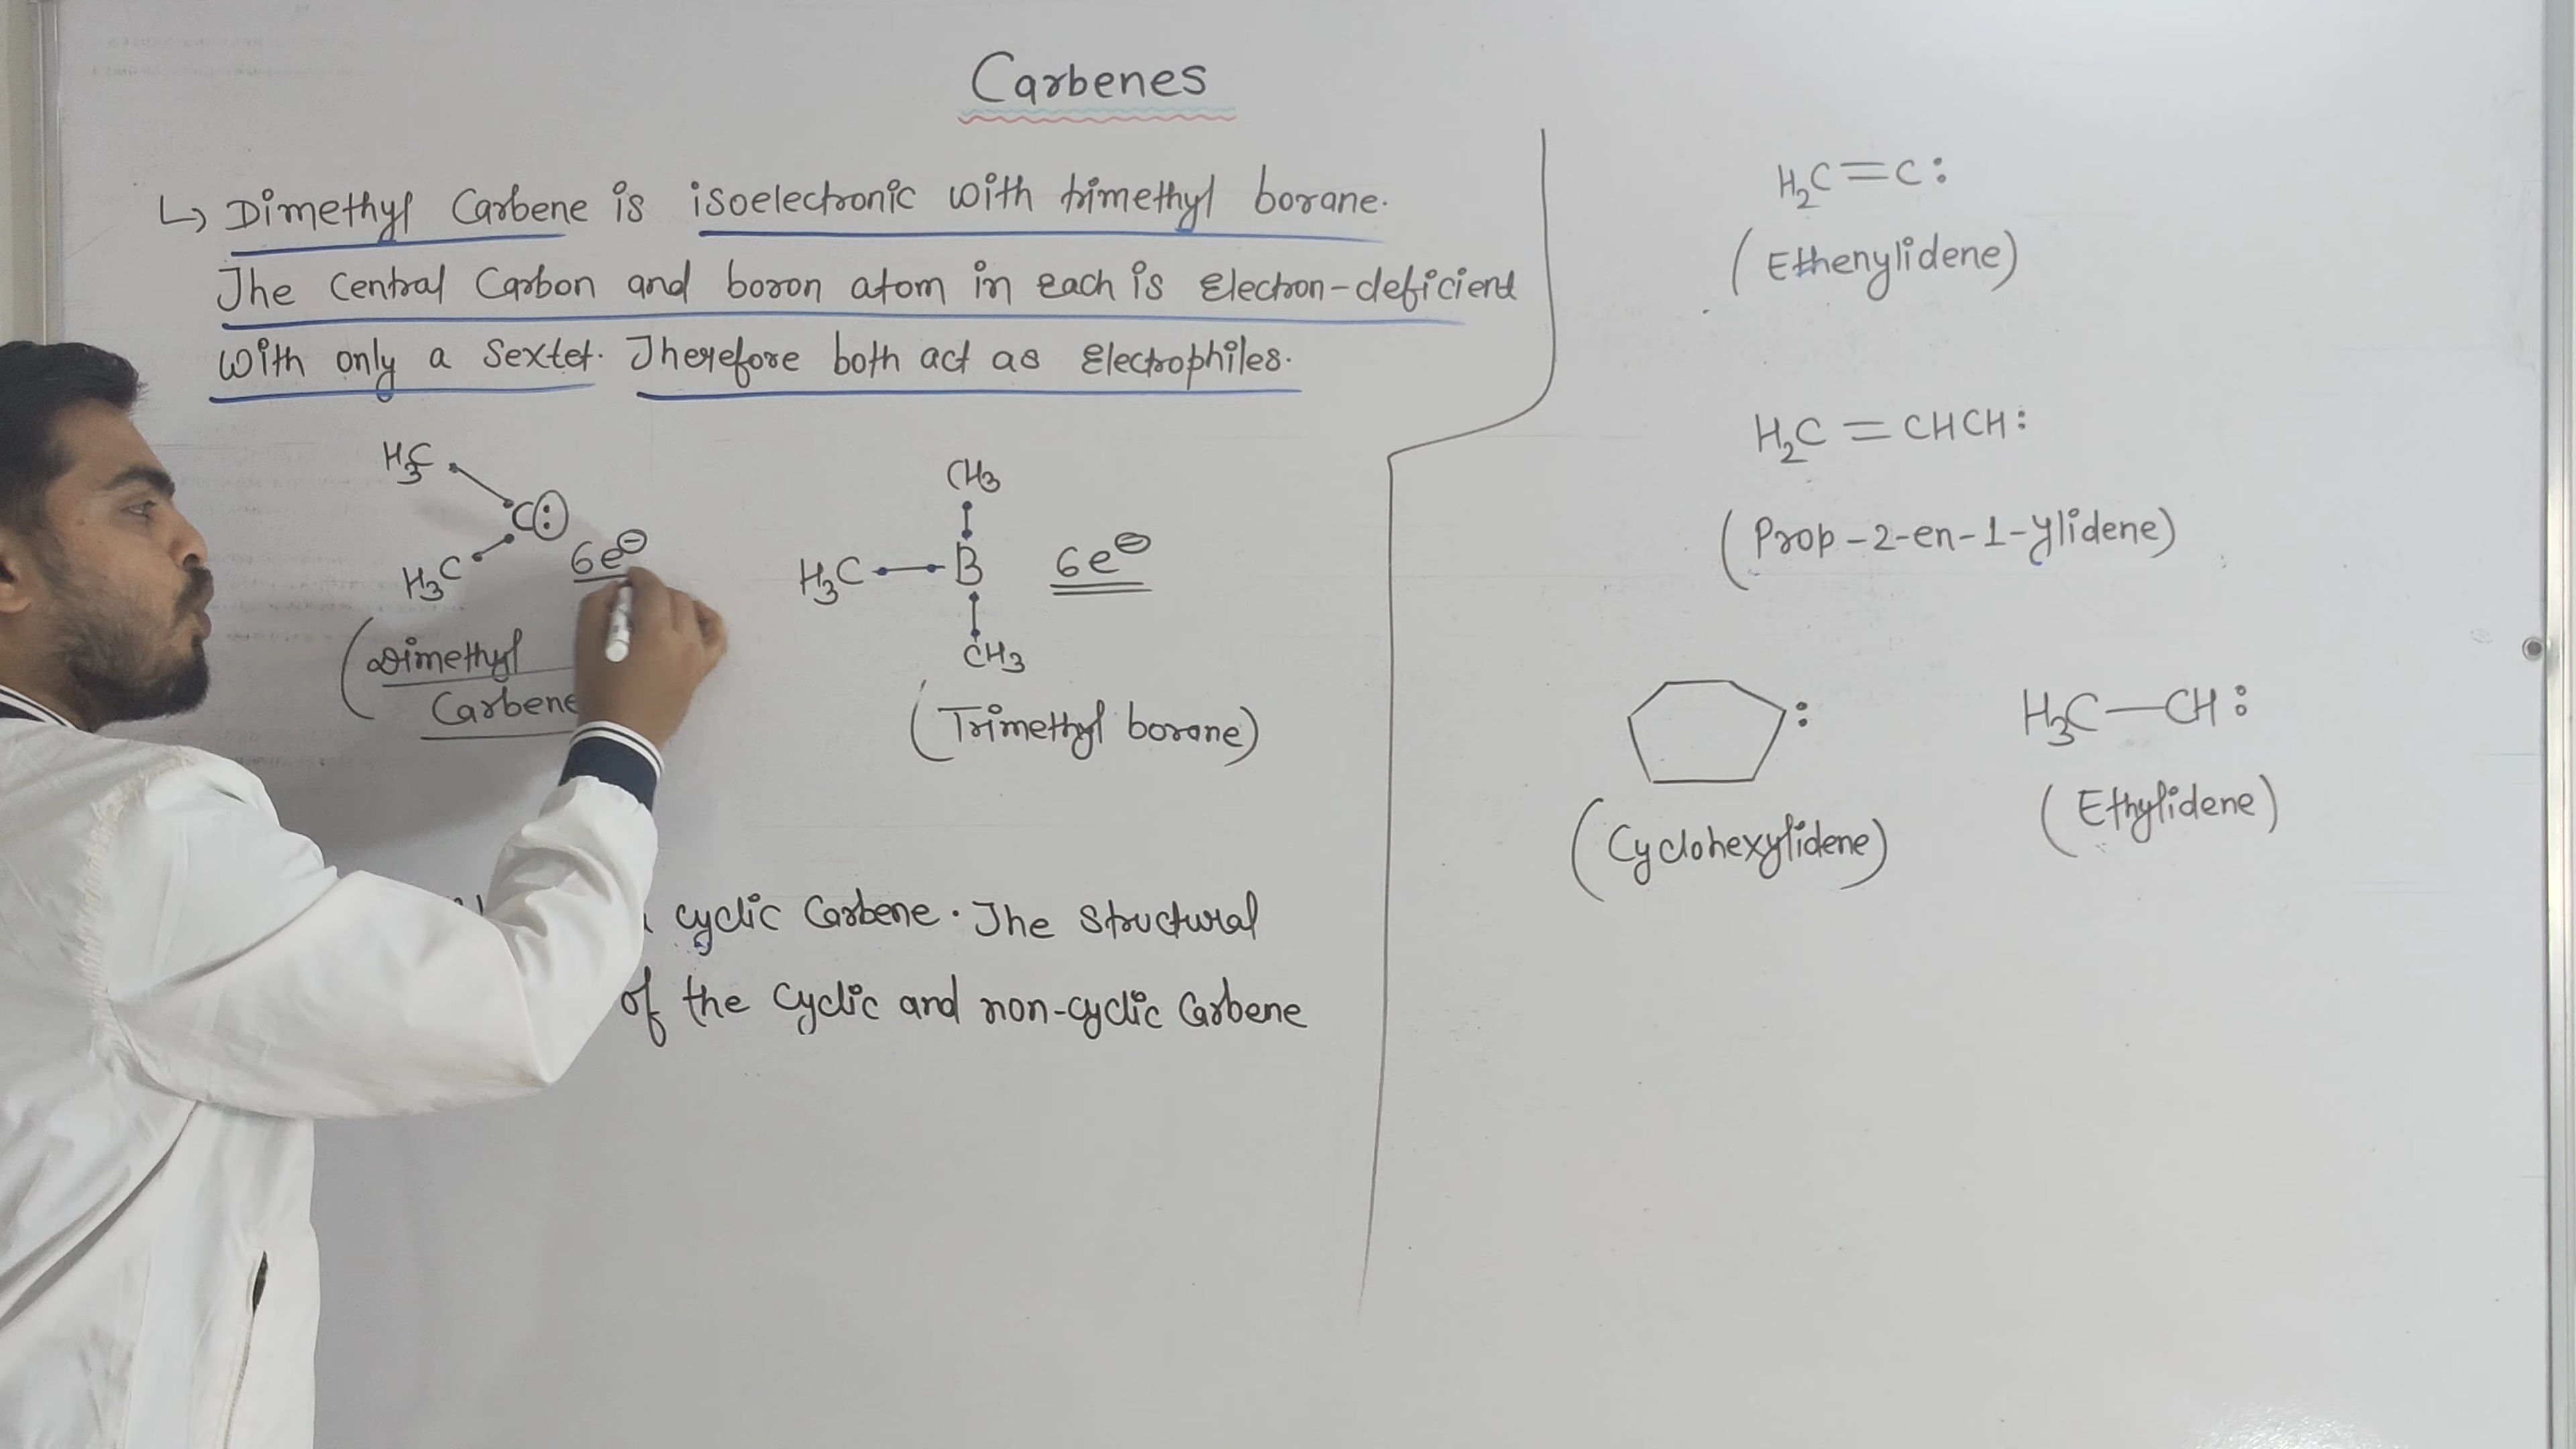 Carbenes
↳ Dimethyl Carbene is isoelectronic with trimethyl borane.
The Central Carbon and boron atom in each is Electron-deficient
with only a Sextet. Therefore both act as Electrophiles.
H3C
C:
H3C
6e⊖
(Dimethyl
Carbene
CH3
H3C—B
6e⊖
CH3
(Trimethyl borane)
cyclic Carbene. The structural
of the cyclic and non-cyclic Carbene
H2C=C:
(Ethenylidene)
H2C=CHCH:
(Prop-2-en-1-ylidene)
:
(Cyclohexylidene)
H3C—CH:
(Ethylidene)